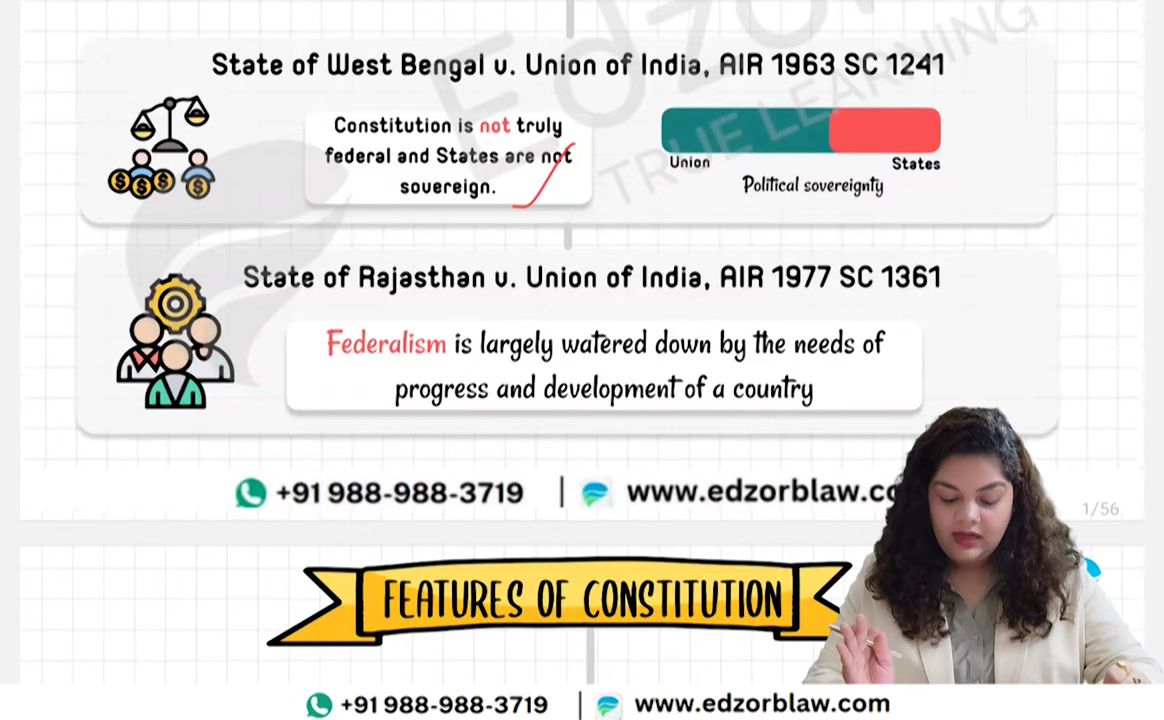 State of West Bengal v. Union of India, AIR 1963 SC 1241
Constitution is not truly
federal and States are not
sovereign.
Union
States
Political sovereignty
State of Rajasthan v. Union of India, AIR 1977 SC 1361
Federalism is largely watered down by the needs of
progress and development of a country
+91 988-988-3719 | www.edzorblaw.co
1/56
FEATURES OF CONSTITUTION
+91 988-988-3719 | www.edzorblaw.com
Edzo
TRUE LEARNING